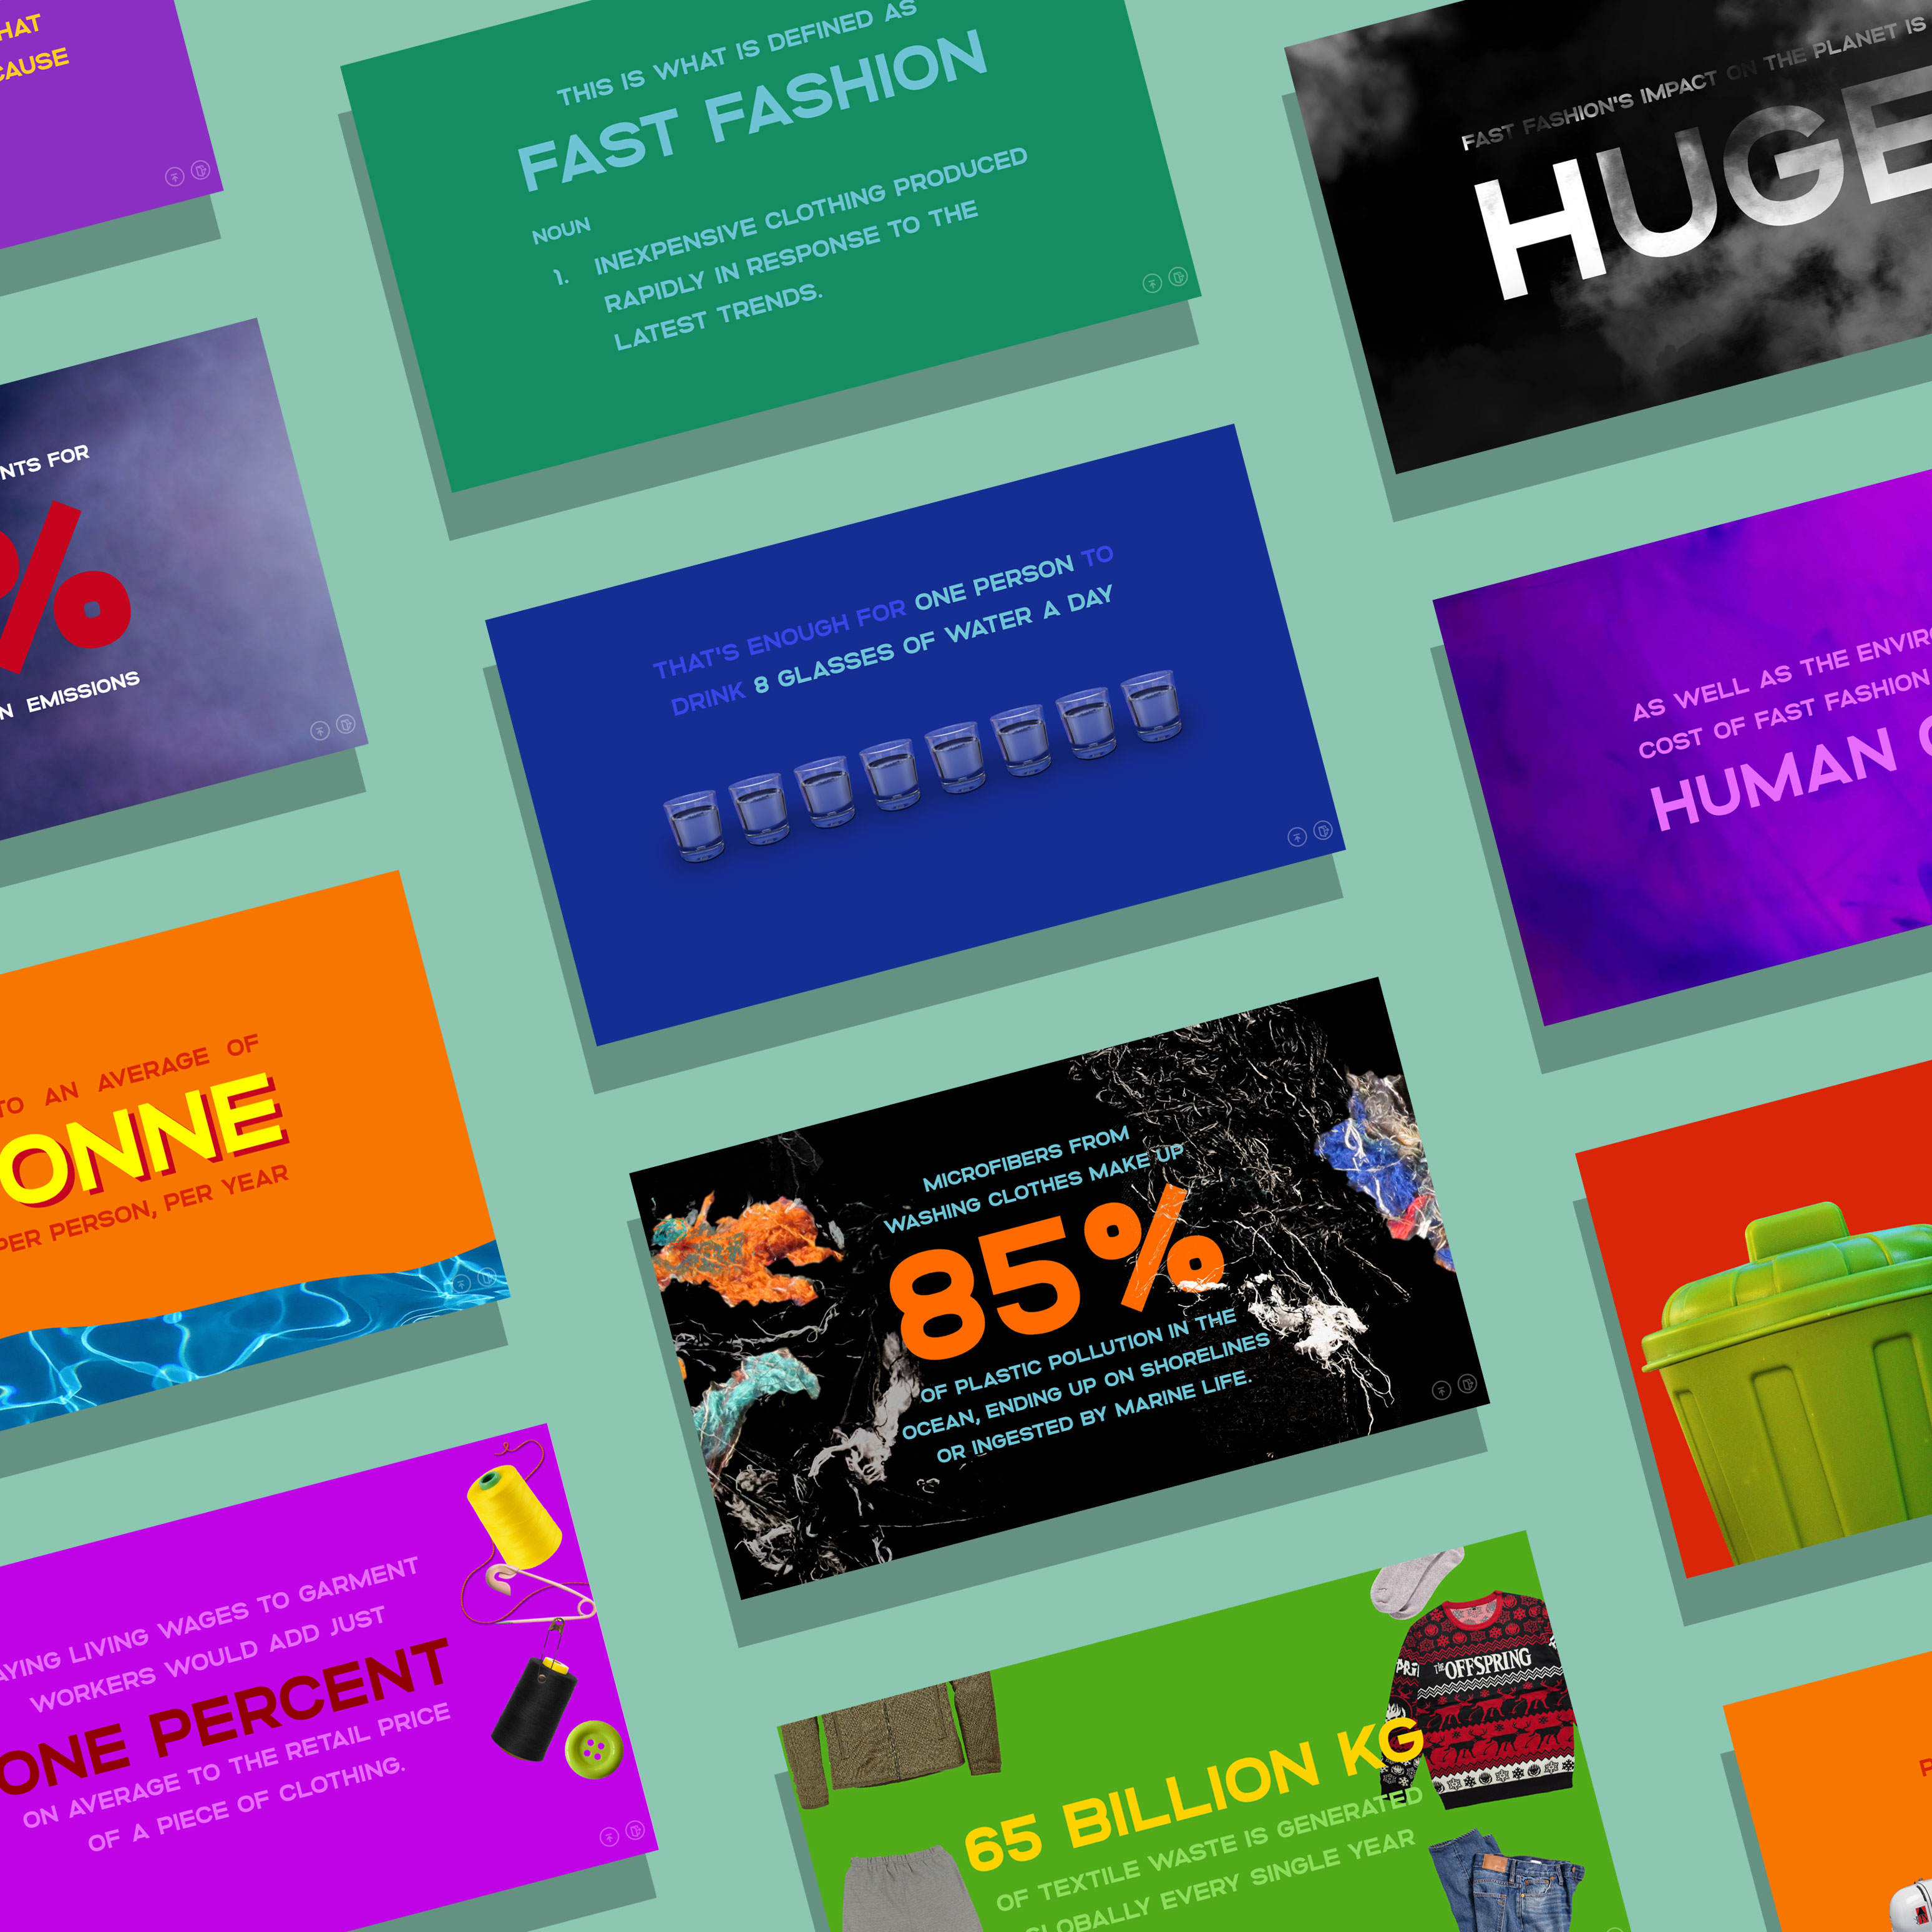 THIS IS WHAT IS DEFINED AS
FAST FASHION
NOUN
1. INEXPENSIVE CLOTHING PRODUCED
RAPIDLY IN RESPONSE TO THE
LATEST TRENDS.
FAST FASHION'S IMPACT ON THE PLANET IS
HUGE
FOR
%
EMISSIONS
THAT'S ENOUGH FOR ONE PERSON TO
DRINK 8 GLASSES OF WATER A DAY
AS WELL AS THE
COST OF FAST FASHION
HUMAN
TO AN AVERAGE OF
ONNE
PER PERSON, PER YEAR
MICROFIBERS FROM
WASHING CLOTHES MAKE UP
85%
OF PLASTIC POLLUTION IN THE
OCEAN, ENDING UP ON SHORELINES
OR INGESTED BY MARINE LIFE.
AYING LIVING WAGES TO GARMENT
WORKERS WOULD ADD JUST
ONE PERCENT
ON AVERAGE TO THE RETAIL PRICE
OF A PIECE OF CLOTHING.
THE OFFSPRING
65 BILLION KG
OF TEXTILE WASTE IS GENERATED
GLOBALLY EVERY SINGLE YEAR